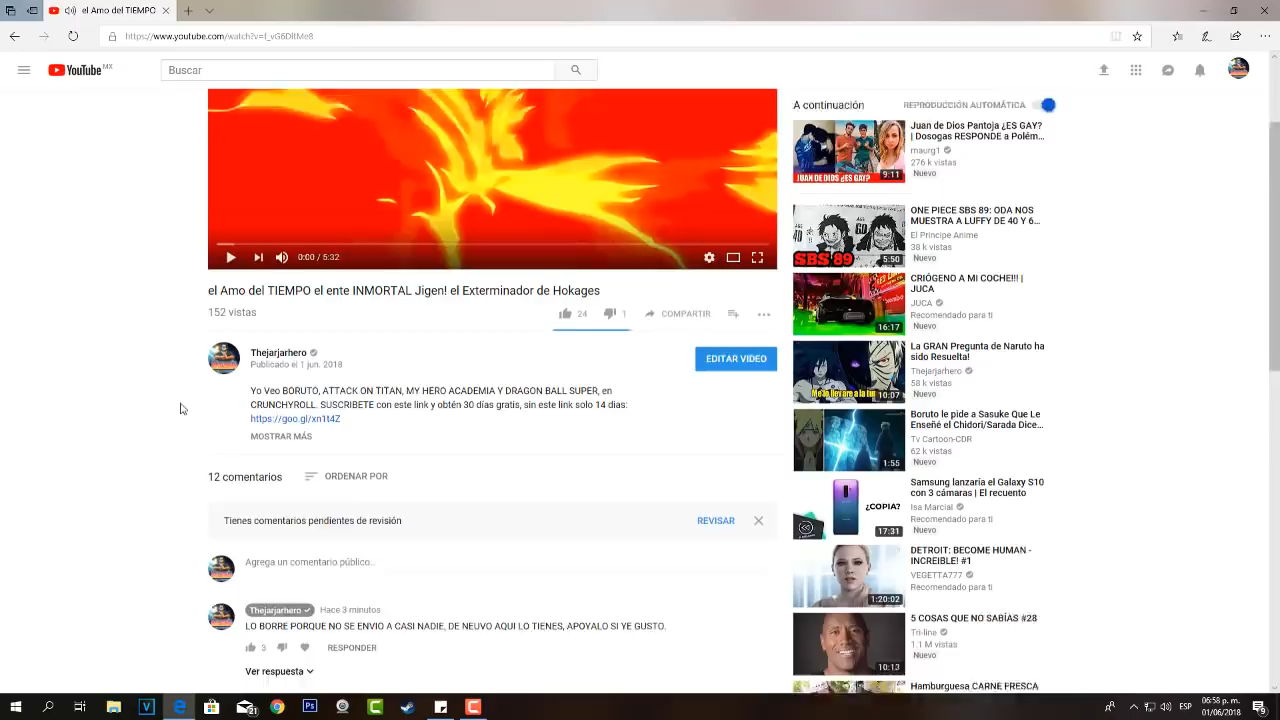 el Amo del TIEMPO
https://www.youtube.com/watch?v=l_vG6DltMe8
YouTube MX
Buscar
0:00 / 5:32
el Amo del TIEMPO el ente INMORTAL Jigen! el Exterminador de Hokages
152 vistas
24
1
COMPARTIR
Thejarjarhero
Publicado el 1 jun. 2018
EDITAR VIDEO
Yo Veo BORUTO, ATTACK ON TITAN, MY HERO ACADEMIA Y DRAGON BALL SUPER, en
CRUNCHYROLL. SUSCRIBETE con este link y obtén 30 días gratis, sin este link solo 14 días:
https://goo.gl/xn1t4Z
MOSTRAR MÁS
12 comentarios
ORDENAR POR
Tienes comentarios pendientes de revisión
REVISAR
Agrega un comentario público...
Thejarjarhero
Hace 3 minutos
LO BORRE PORQUE NO SE ENVIO A CASI NADIE, DE NEUVO AQUI LO TIENES, APOYALO SI YE GUSTO.
3
RESPONDER
Ver respuesta
A continuación
REPRODUCCIÓN AUTOMÁTICA
JUAN DE DIOS ¿ES GAY?
9:11
Juan de Dios Pantoja ¿ES GAY?
| Dosogas RESPONDE a Polém...
maurg1
276 k vistas
Nuevo
SBS 89
5:50
ONE PIECE SBS 89: ODA NOS
MUESTRA A LUFFY DE 40 Y 6...
El Principe Anime
38 k vistas
Nuevo
16:17
CRIÓGENO A MI COCHE!!! |
JUCA
JUCA
Recomendado para ti
Nuevo
10:07
La GRAN Pregunta de Naruto ha
sido Resuelta!
Thejarjarhero
58 k vistas
Nuevo
1:55
Boruto le pide a Sasuke Que Le
Enseñé el Chidori/Sarada Dice...
Tv Cartoon-CDR
62 k vistas
Nuevo
¿COPIA?
17:31
Samsung lanzaría el Galaxy S10
con 3 cámaras | El recuento
Isa Marcial
Recomendado para ti
Nuevo
1:20:02
DETROIT: BECOME HUMAN -
INCREIBLE! #1
VEGETTA777
Recomendado para ti
10:13
5 COSAS QUE NO SABÍAS #28
Tri-line
1.1 M vistas
Nuevo
Hamburguesa CARNE FRESCA
ESP
06:58 p. m.
01/06/2018